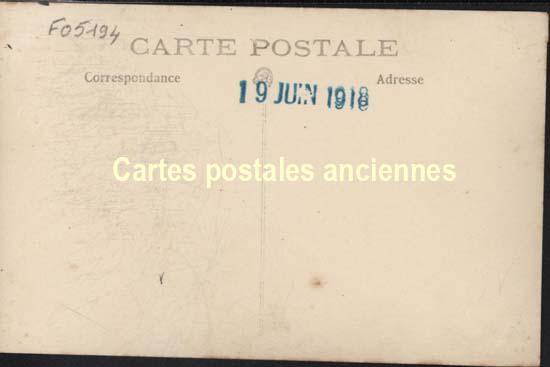 F05194
CARTE POSTALE
Correspondance
Adresse
19 JUIN 1918
Cartes postales anciennes